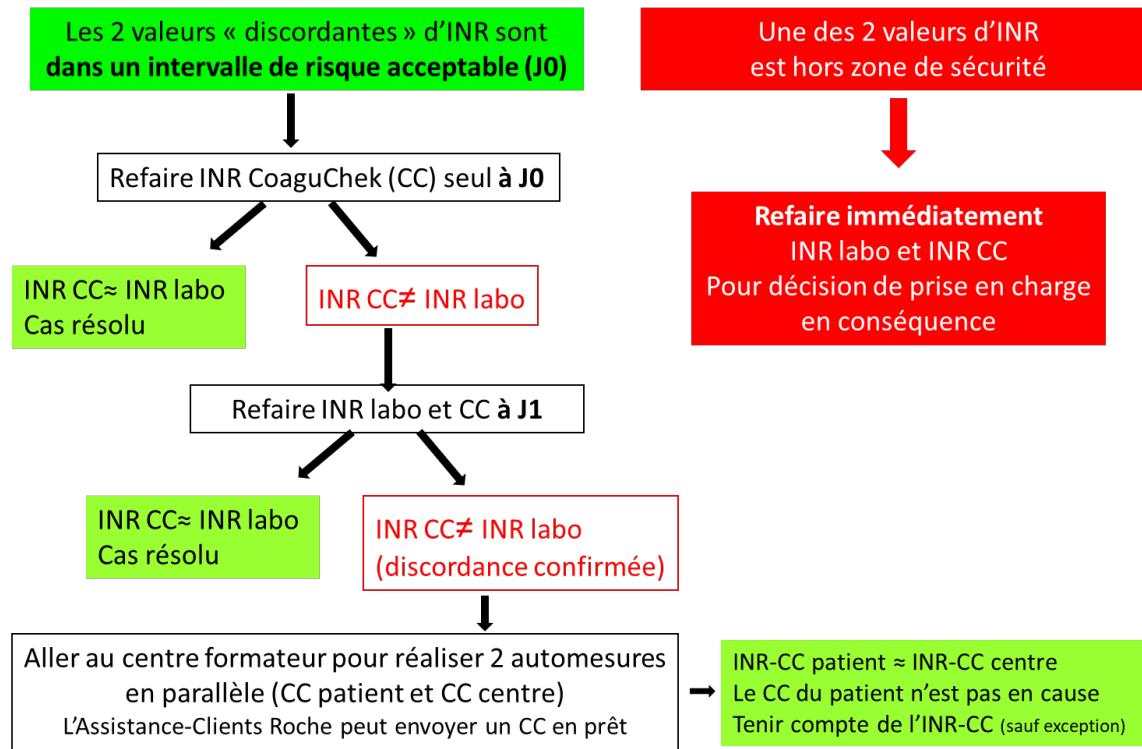 Les 2 valeurs « discordantes » d’INR sont
dans un intervalle de risque acceptable (J0)
Une des 2 valeurs d’INR
est hors zone de sécurité
Refaire INR CoaguChek (CC) seul à J0
Refaire immédiatement
INR labo et INR CC
Pour décision de prise en charge
en conséquence
INR CC≈ INR labo
Cas résolu
INR CC≠ INR labo
Refaire INR labo et CC à J1
INR CC≈ INR labo
Cas résolu
INR CC≠ INR labo
(discordance confirmée)
Aller au centre formateur pour réaliser 2 automesures
en parallèle (CC patient et CC centre)
L’Assistance-Clients Roche peut envoyer un CC en prêt
INR-CC patient ≈ INR-CC centre
Le CC du patient n’est pas en cause
Tenir compte de l’INR-CC (sauf exception)